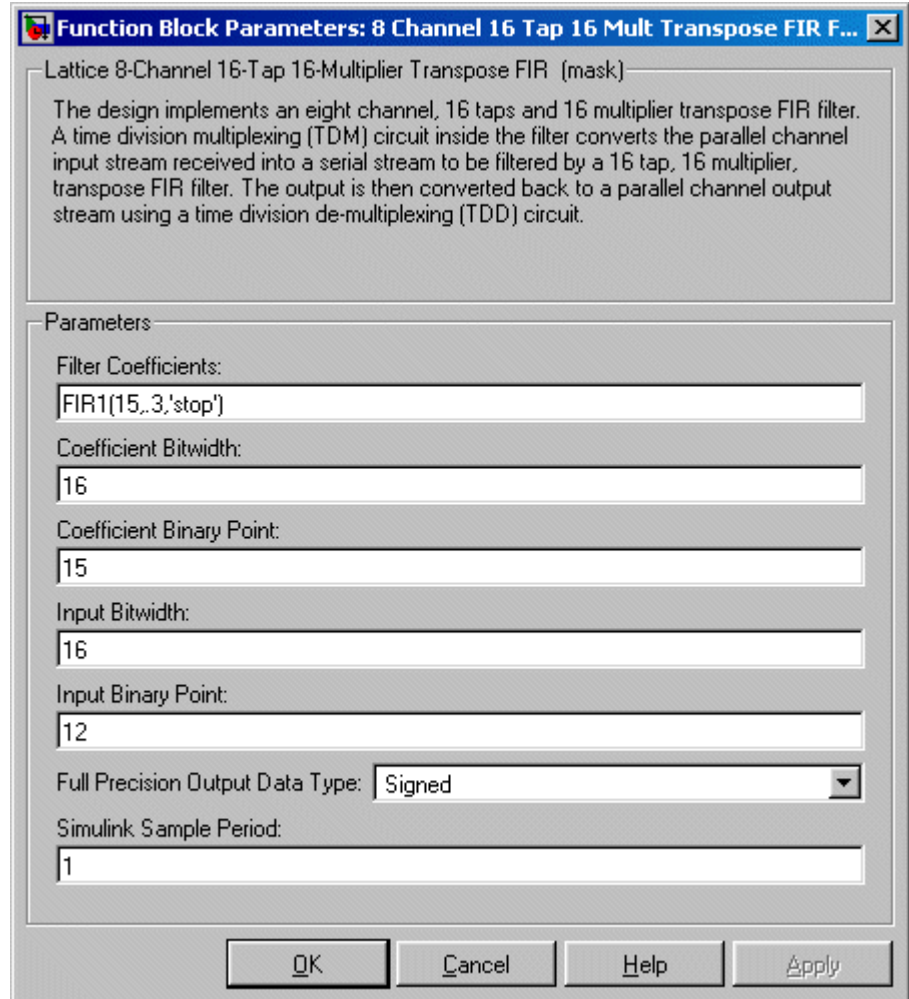 Function Block Parameters: 8 Channel 16 Tap 16 Mult Transpose FIR F...
Lattice 8-Channel 16-Tap 16-Multiplier Transpose FIR (mask)
The design implements an eight channel, 16 taps and 16 multiplier transpose FIR filter.
A time division multiplexing (TDM) circuit inside the filter converts the parallel channel
input stream received into a serial stream to be filtered by a 16 tap, 16 multiplier,
transpose FIR filter. The output is then converted back to a parallel channel output
stream using a time division de-multiplexing (TDD) circuit.
Parameters
Filter Coefficients:
FIR1(15,.3,'stop')
Coefficient Bitwidth:
16
Coefficient Binary Point:
15
Input Bitwidth:
16
Input Binary Point:
12
Full Precision Output Data Type: Signed
Simulink Sample Period:
1
OK Cancel Help Apply